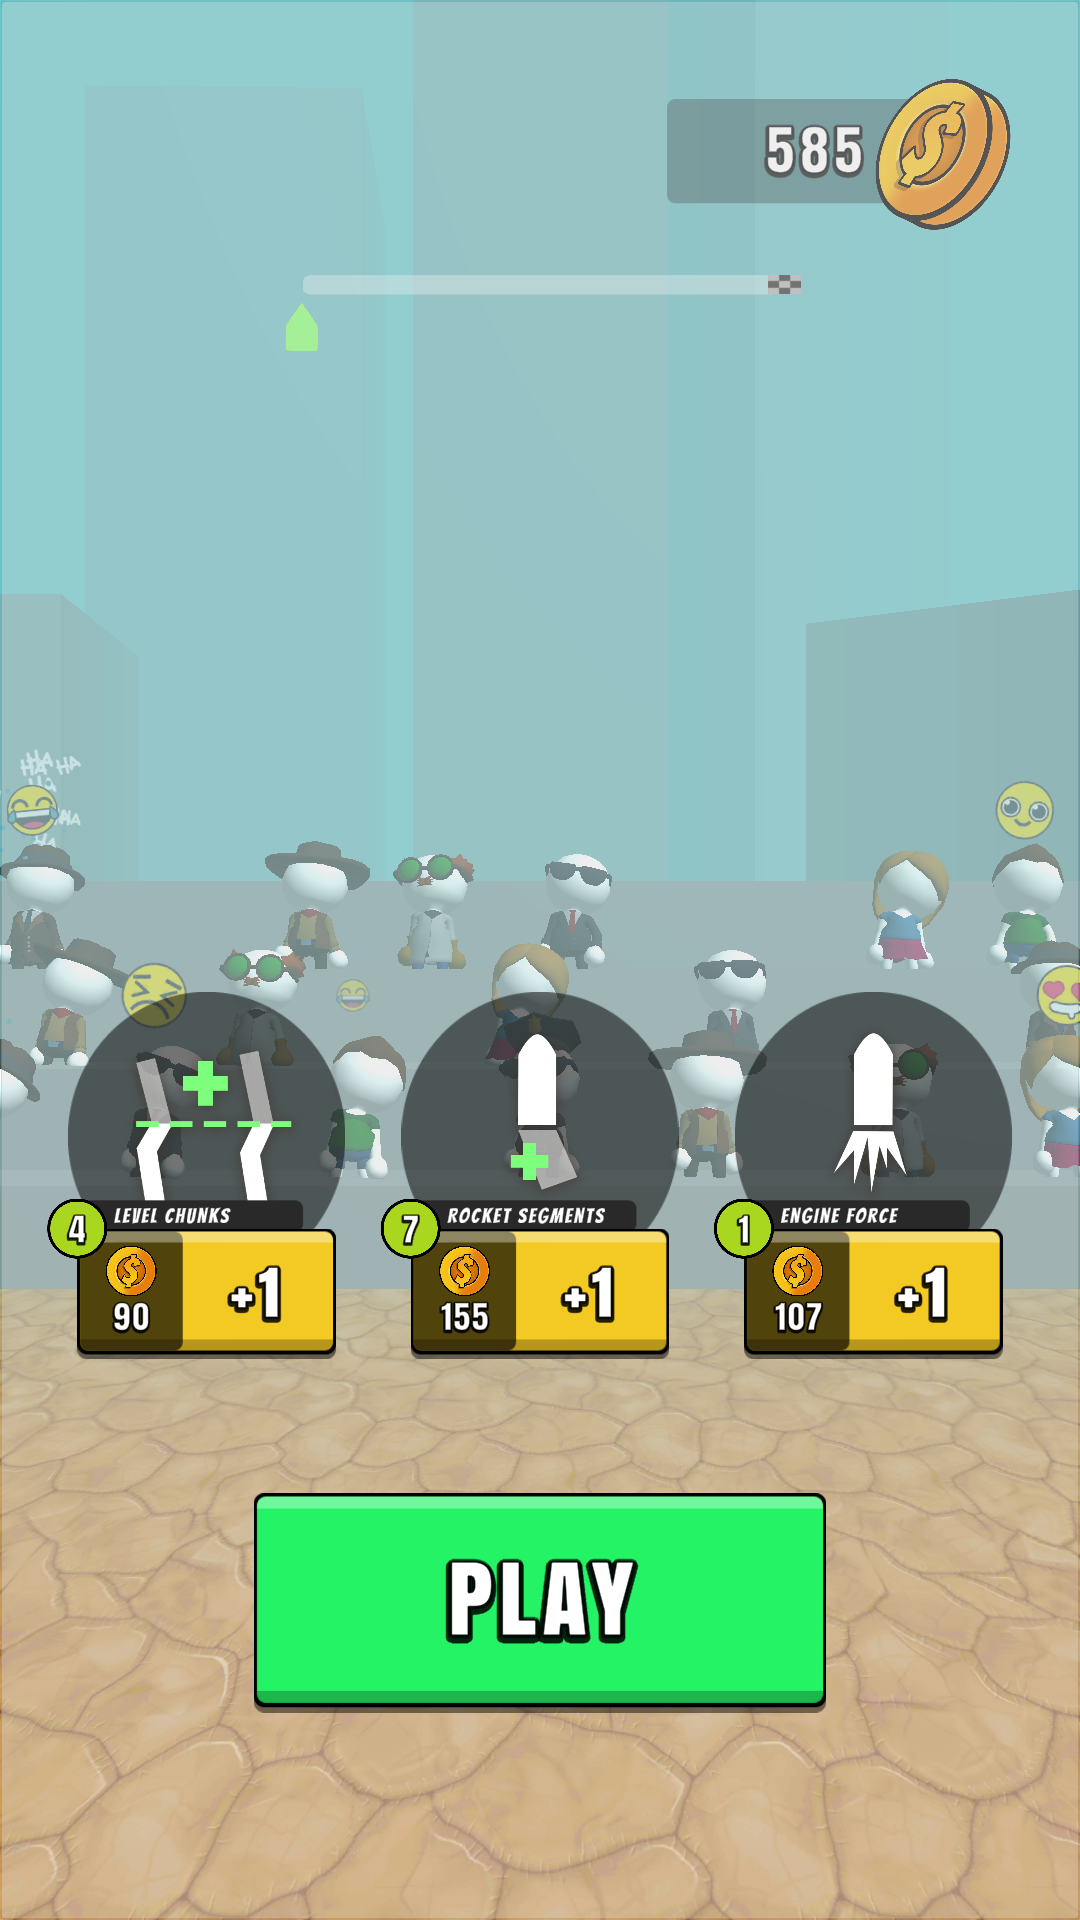 585
HA HA
HA
HA
HA
4 LEVEL CHUNKS
90 +1
7 ROCKET SEGMENTS
155 +1
1 ENGINE FORCE
107 +1
PLAY